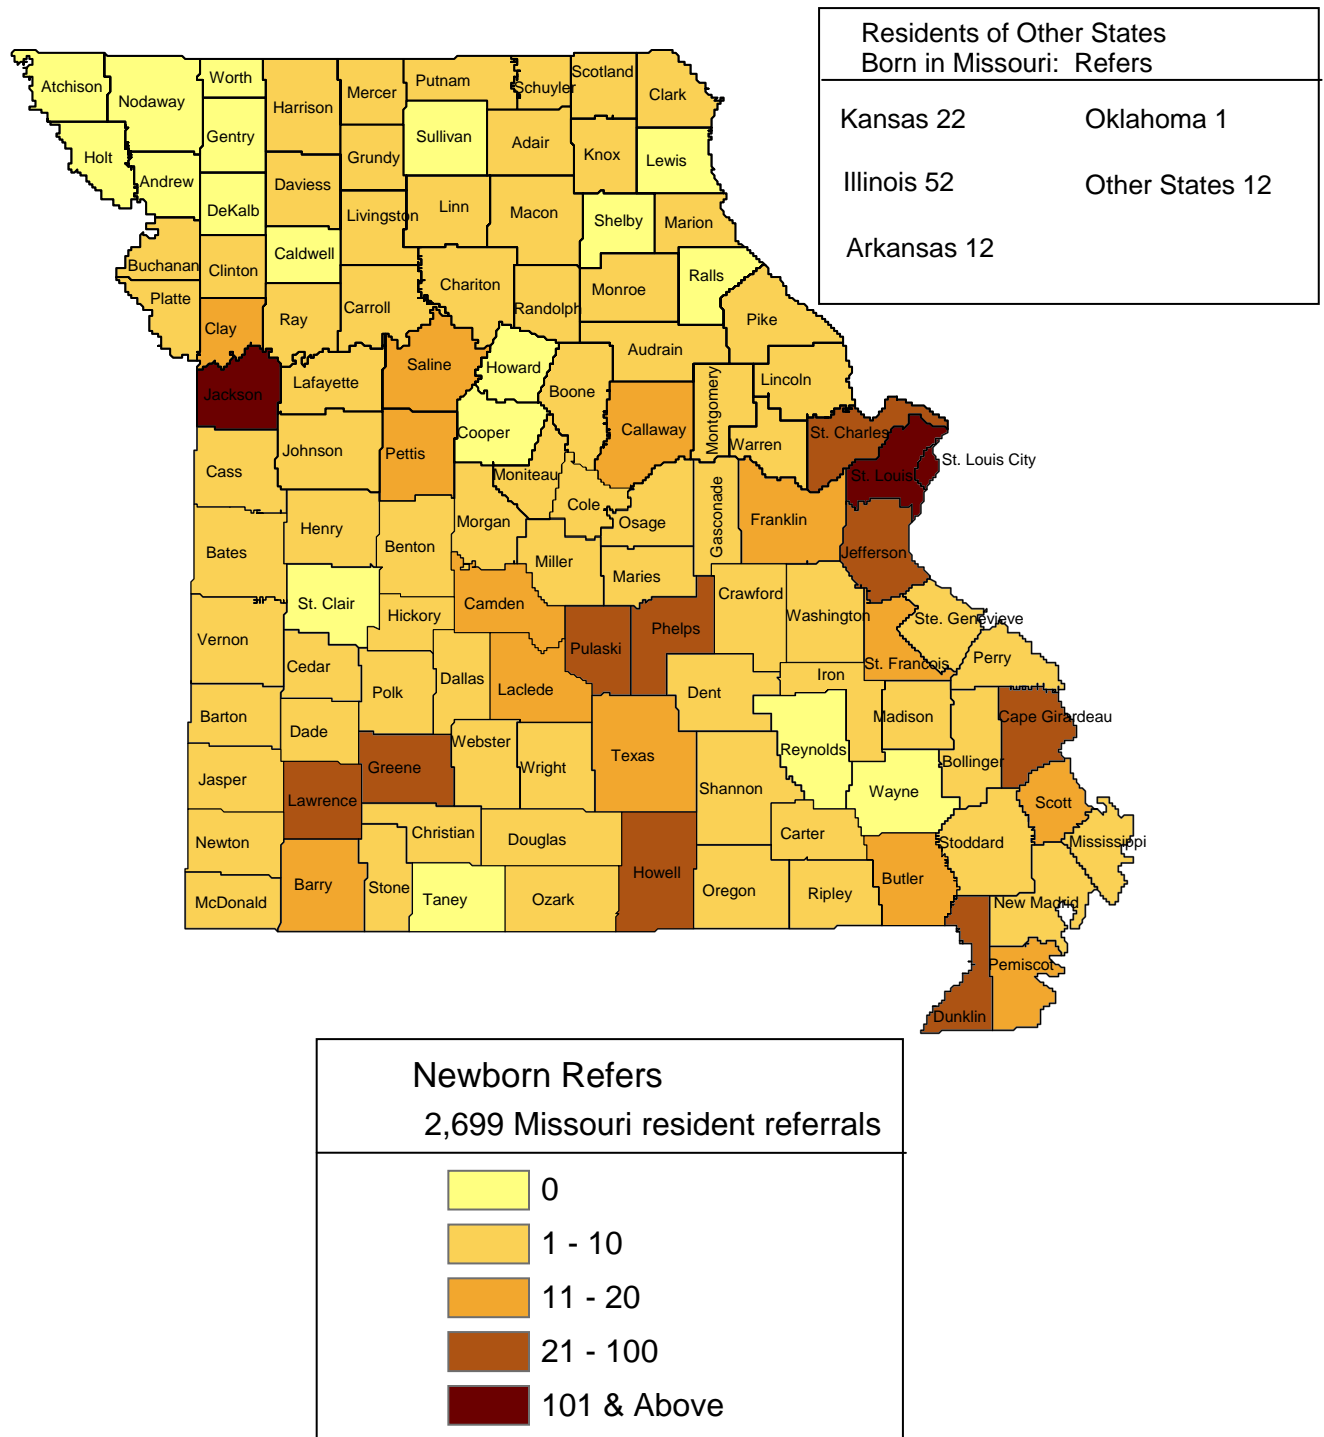 Residents of Other States
Born in Missouri: Refers
Kansas 22
Oklahoma 1
Illinois 52
Other States 12
Arkansas 12
Atchison
Nodaway
Worth
Gentry
Harrison
Mercer
Putnam
Schuyler
Scotland
Clark
Holt
Andrew
DeKalb
Daviess
Grundy
Sullivan
Adair
Knox
Lewis
Buchanan
Clinton
Caldwell
Livingston
Linn
Macon
Shelby
Marion
Platte
Clay
Ray
Carroll
Chariton
Randolph
Monroe
Ralls
Pike
Jackson
Lafayette
Saline
Howard
Boone
Audrain
Callaway
Montgomery
Lincoln
Warren
St. Charles
St. Louis
St. Louis City
Cass
Johnson
Pettis
Cooper
Moniteau
Cole
Osage
Gasconade
Franklin
Jefferson
Bates
Henry
Benton
Morgan
Miller
Maries
Crawford
Washington
Ste. Genevieve
St. Francois
Perry
Vernon
St. Clair
Hickory
Camden
Pulaski
Phelps
Cedar
Polk
Dallas
Laclede
Dent
Iron
Madison
Cape Girardeau
Barton
Dade
Greene
Webster
Wright
Texas
Shannon
Reynolds
Wayne
Bollinger
Scott
Jasper
Lawrence
Christian
Douglas
Howell
Carter
Butler
Stoddard
Mississippi
Newton
McDonald
Barry
Stone
Taney
Ozark
Oregon
Ripley
New Madrid
Pemiscot
Dunklin
Newborn Refers
2,699 Missouri resident referrals
0
1 - 10
11 - 20
21 - 100
101 & Above